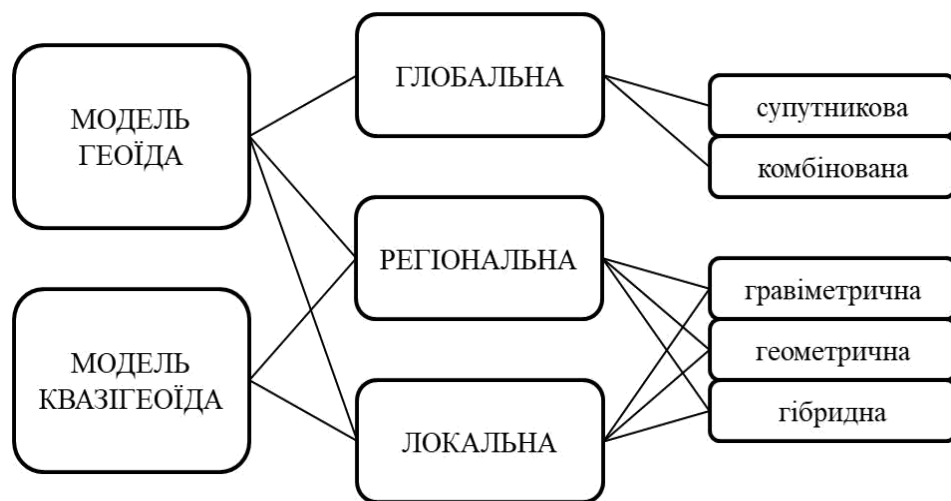 МОДЕЛЬ
ГЕОЇДА
МОДЕЛЬ
КВАЗІГЕОЇДА
ГЛОБАЛЬНА
РЕГІОНАЛЬНА
ЛОКАЛЬНА
супутникова
комбінована
гравіметрична
геометрична
гібридна